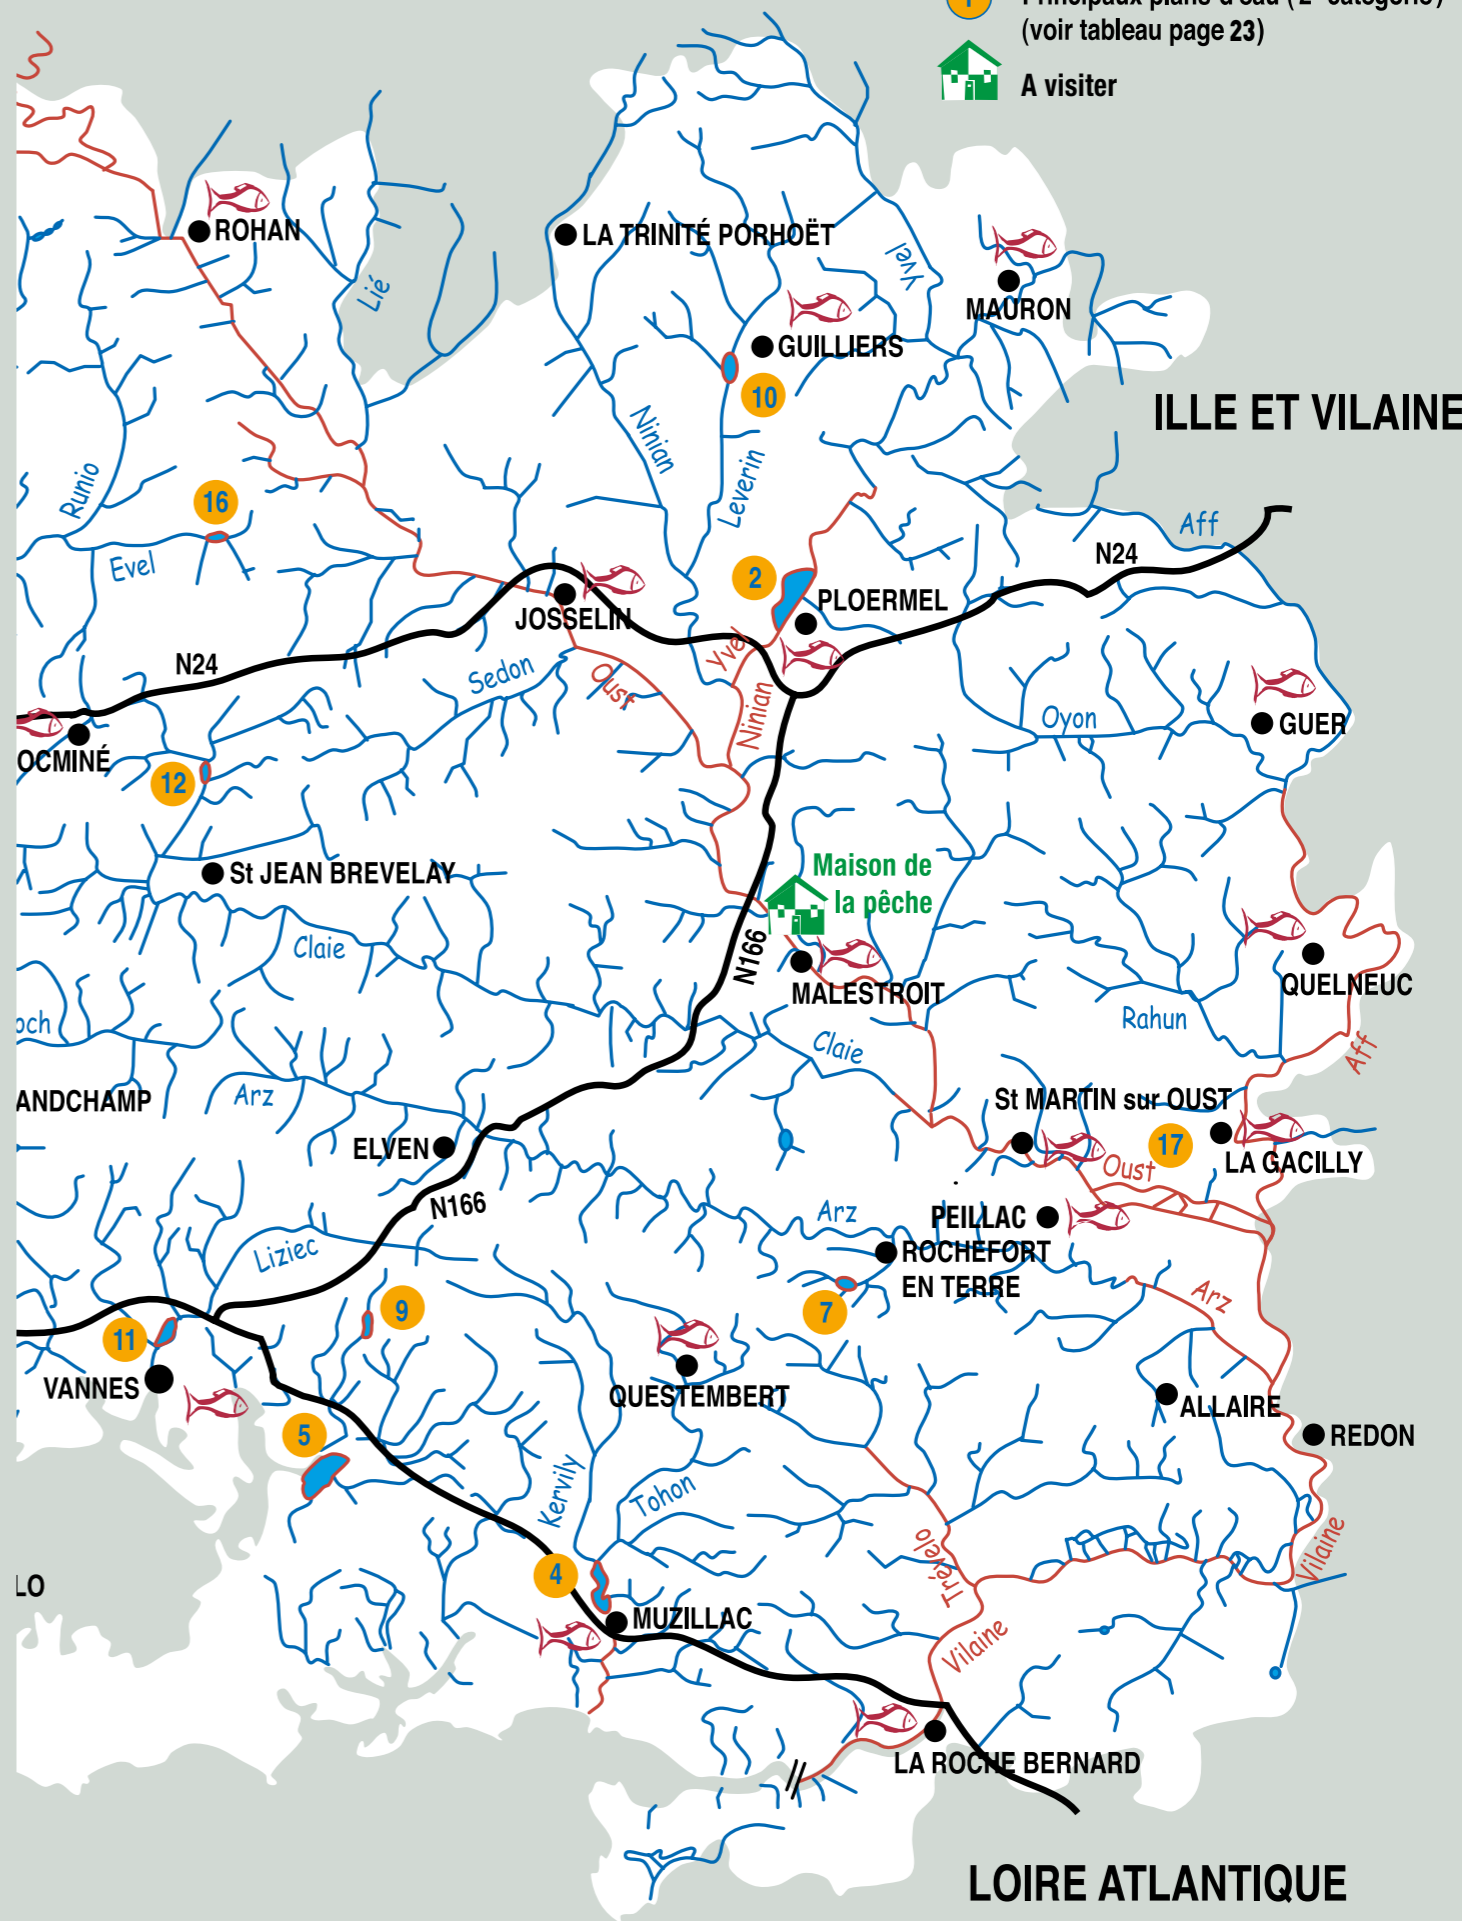 (voir tableau page 23)
A visiter
ROHAN
LA TRINITÉ PORHOËT
Yvel
Lié
MAURON
GUILLIERS
10
ILLE ET VILAINE
Ninian
Leverin
Runio
16
Evel
Aff
N24
2
PLOERMEL
JOSSELIN
Yvel
N24
Sedon
Oust
Ninian
Oyon
GUER
OCMINÉ
12
St JEAN BREVELAY
Maison de
la pêche
Claie
N166
MALESTROIT
QUELNEUC
och
Rahun
Claie
Aff
ANDCHAMP
Arz
St MARTIN sur OUST
ELVEN
17
LA GACILLY
Oust
N166
Arz
PEILLAC
Liziec
ROCHEFORT
EN TERRE
Arz
9
7
11
VANNES
QUESTEMBERT
ALLAIRE
5
REDON
Kervily
Tohon
Trévelo
Vilaine
4
LO
MUZILLAC
Vilaine
LA ROCHE BERNARD
LOIRE ATLANTIQUE